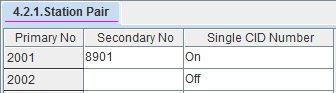 4.2.1.Station Pair
Primary No Secondary No Single CID Number
2001 8901 On
2002 Off